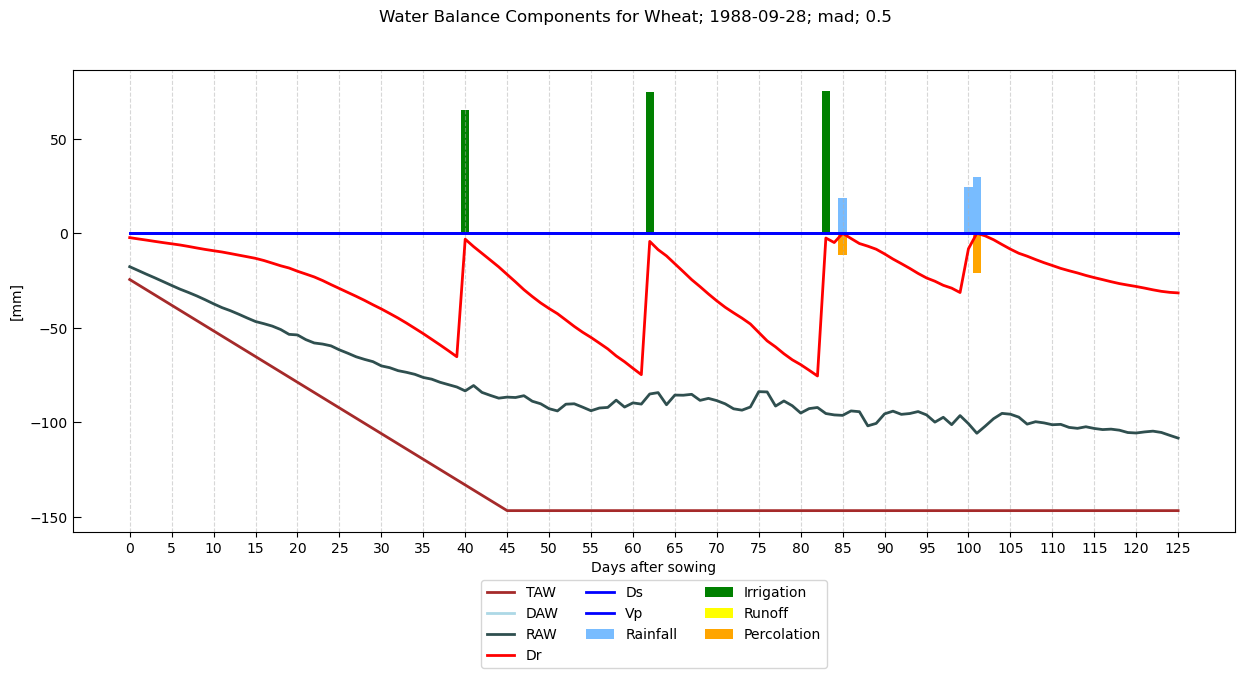 Water Balance Components for Wheat; 1988-09-28; mad; 0.5
50
0
−50
−100
−150
[mm]
0 5 10 15 20 25 30 35 40 45 50 55 60 65 70 75 80 85 90 95 100 105 110 115 120 125
Days after sowing
TAW Ds Irrigation
DAW Vp Runoff
RAW Rainfall Percolation
Dr